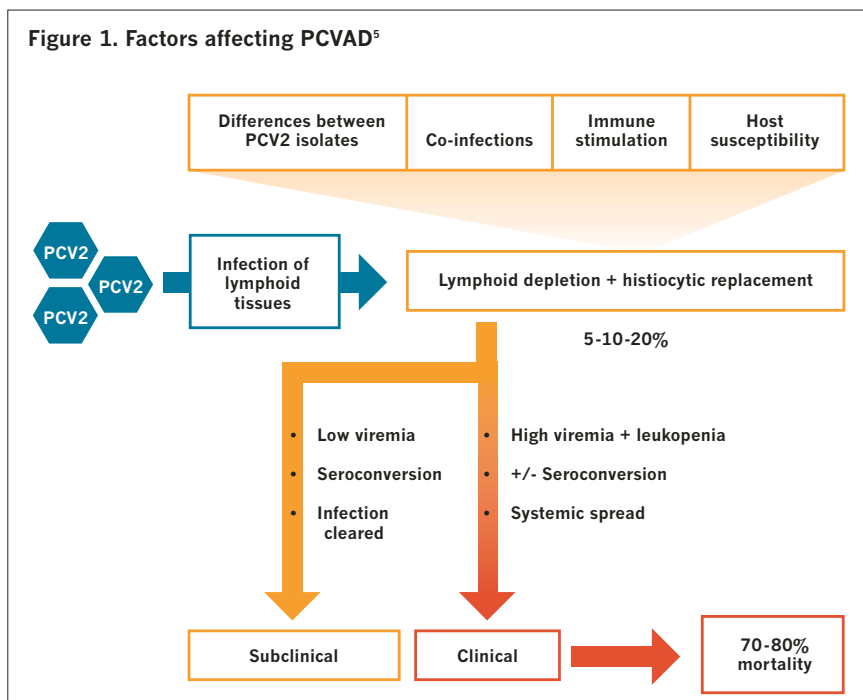 Figure 1. Factors affecting PCVAD⁵
Differences between
PCV2 isolates
Co-infections
Immune
stimulation
Host
susceptibility
PCV2
PCV2
PCV2
Infection of
lymphoid
tissues
Lymphoid depletion + histiocytic replacement
5-10-20%
• Low viremia
• Seroconversion
• Infection
cleared
• High viremia + leukopenia
• +/- Seroconversion
• Systemic spread
Subclinical
Clinical
70-80%
mortality